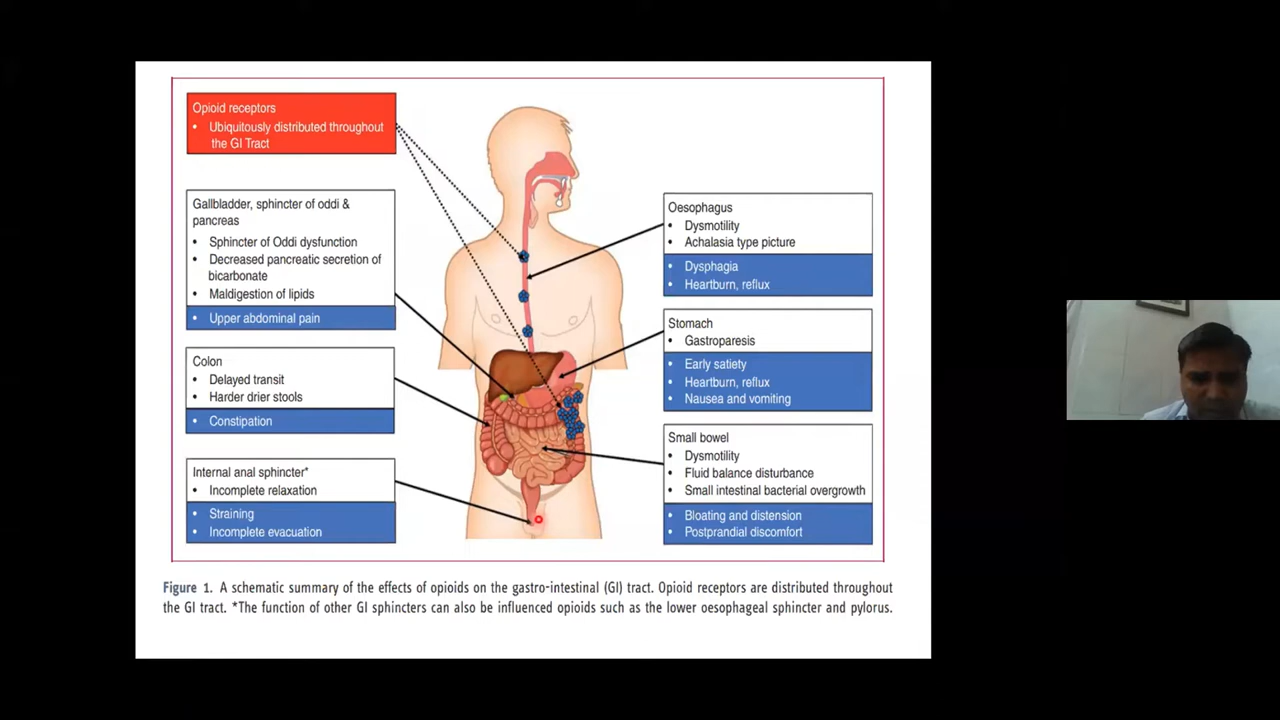 Opioid receptors
• Ubiquitously distributed throughout
the GI Tract
Gallbladder, sphincter of oddi &
pancreas
• Sphincter of Oddi dysfunction
• Decreased pancreatic secretion of
bicarbonate
• Maldigestion of lipids
• Upper abdominal pain
Colon
• Delayed transit
• Harder drier stools
• Constipation
Internal anal sphincter*
• Incomplete relaxation
• Straining
• Incomplete evacuation
Oesophagus
• Dysmotility
• Achalasia type picture
• Dysphagia
• Heartburn, reflux
Stomach
• Gastroparesis
• Early satiety
• Heartburn, reflux
• Nausea and vomiting
Small bowel
• Dysmotility
• Fluid balance disturbance
• Small intestinal bacterial overgrowth
• Bloating and distension
• Postprandial discomfort
Figure 1. A schematic summary of the effects of opioids on the gastro-intestinal (GI) tract. Opioid receptors are distributed throughout
the GI tract. *The function of other GI sphincters can also be influenced opioids such as the lower oesophageal sphincter and pylorus.